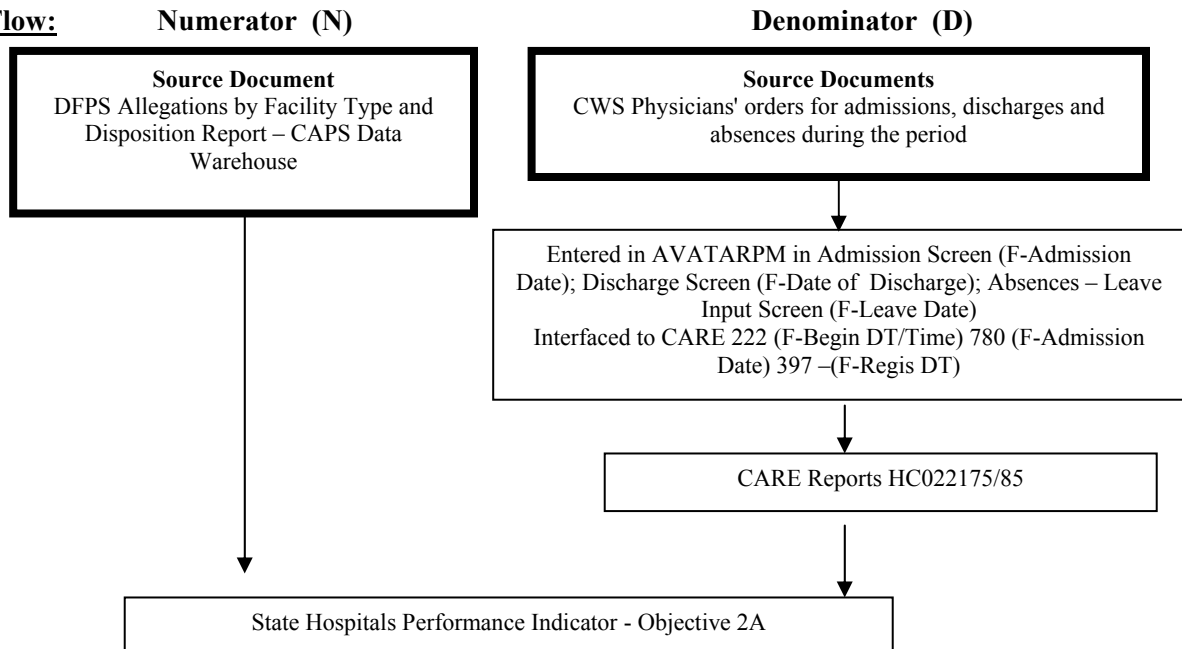 Flow: Numerator (N) Denominator (D)
Source Document
DFPS Allegations by Facility Type and
Disposition Report – CAPS Data
Warehouse
Source Documents
CWS Physicians' orders for admissions, discharges and
absences during the period
Entered in AVATARPM in Admission Screen (F-Admission
Date); Discharge Screen (F-Date of Discharge); Absences – Leave
Input Screen (F-Leave Date)
Interfaced to CARE 222 (F-Begin DT/Time) 780 (F-Admission
Date) 397 –(F-Regis DT)
CARE Reports HC022175/85
State Hospitals Performance Indicator - Objective 2A